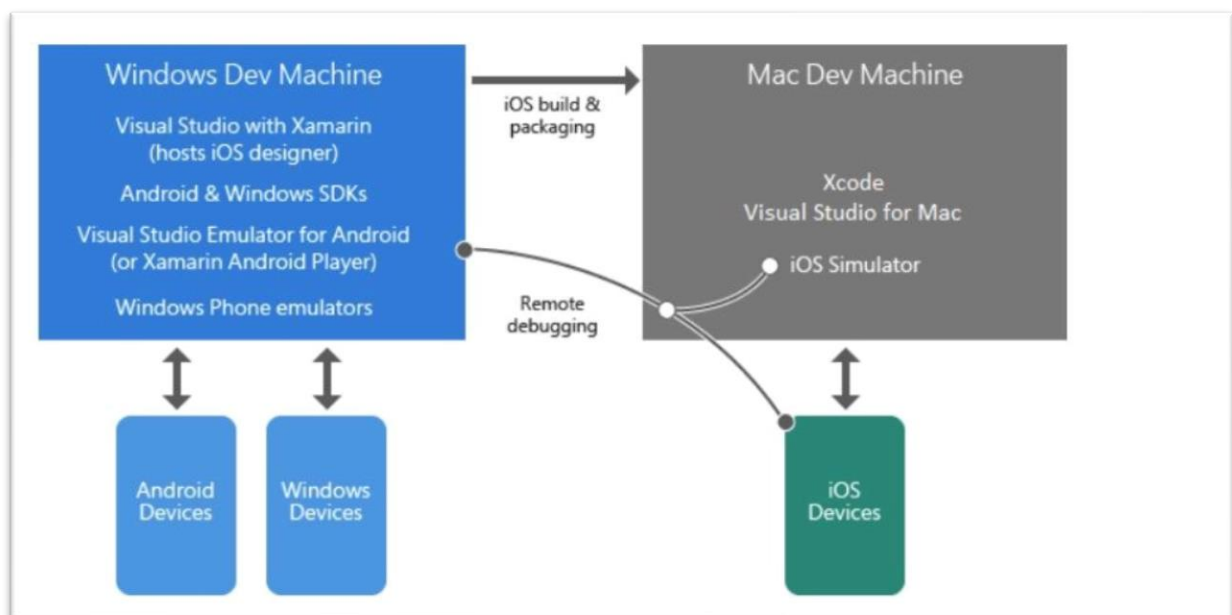 Windows Dev Machine
Visual Studio with Xamarin
(hosts iOS designer)
Android & Windows SDKs
Visual Studio Emulator for Android
(or Xamarin Android Player)
Windows Phone emulators
iOS build &
packaging
Mac Dev Machine
Xcode
Visual Studio for Mac
iOS Simulator
Remote
debugging
Android
Devices
Windows
Devices
iOS
Devices